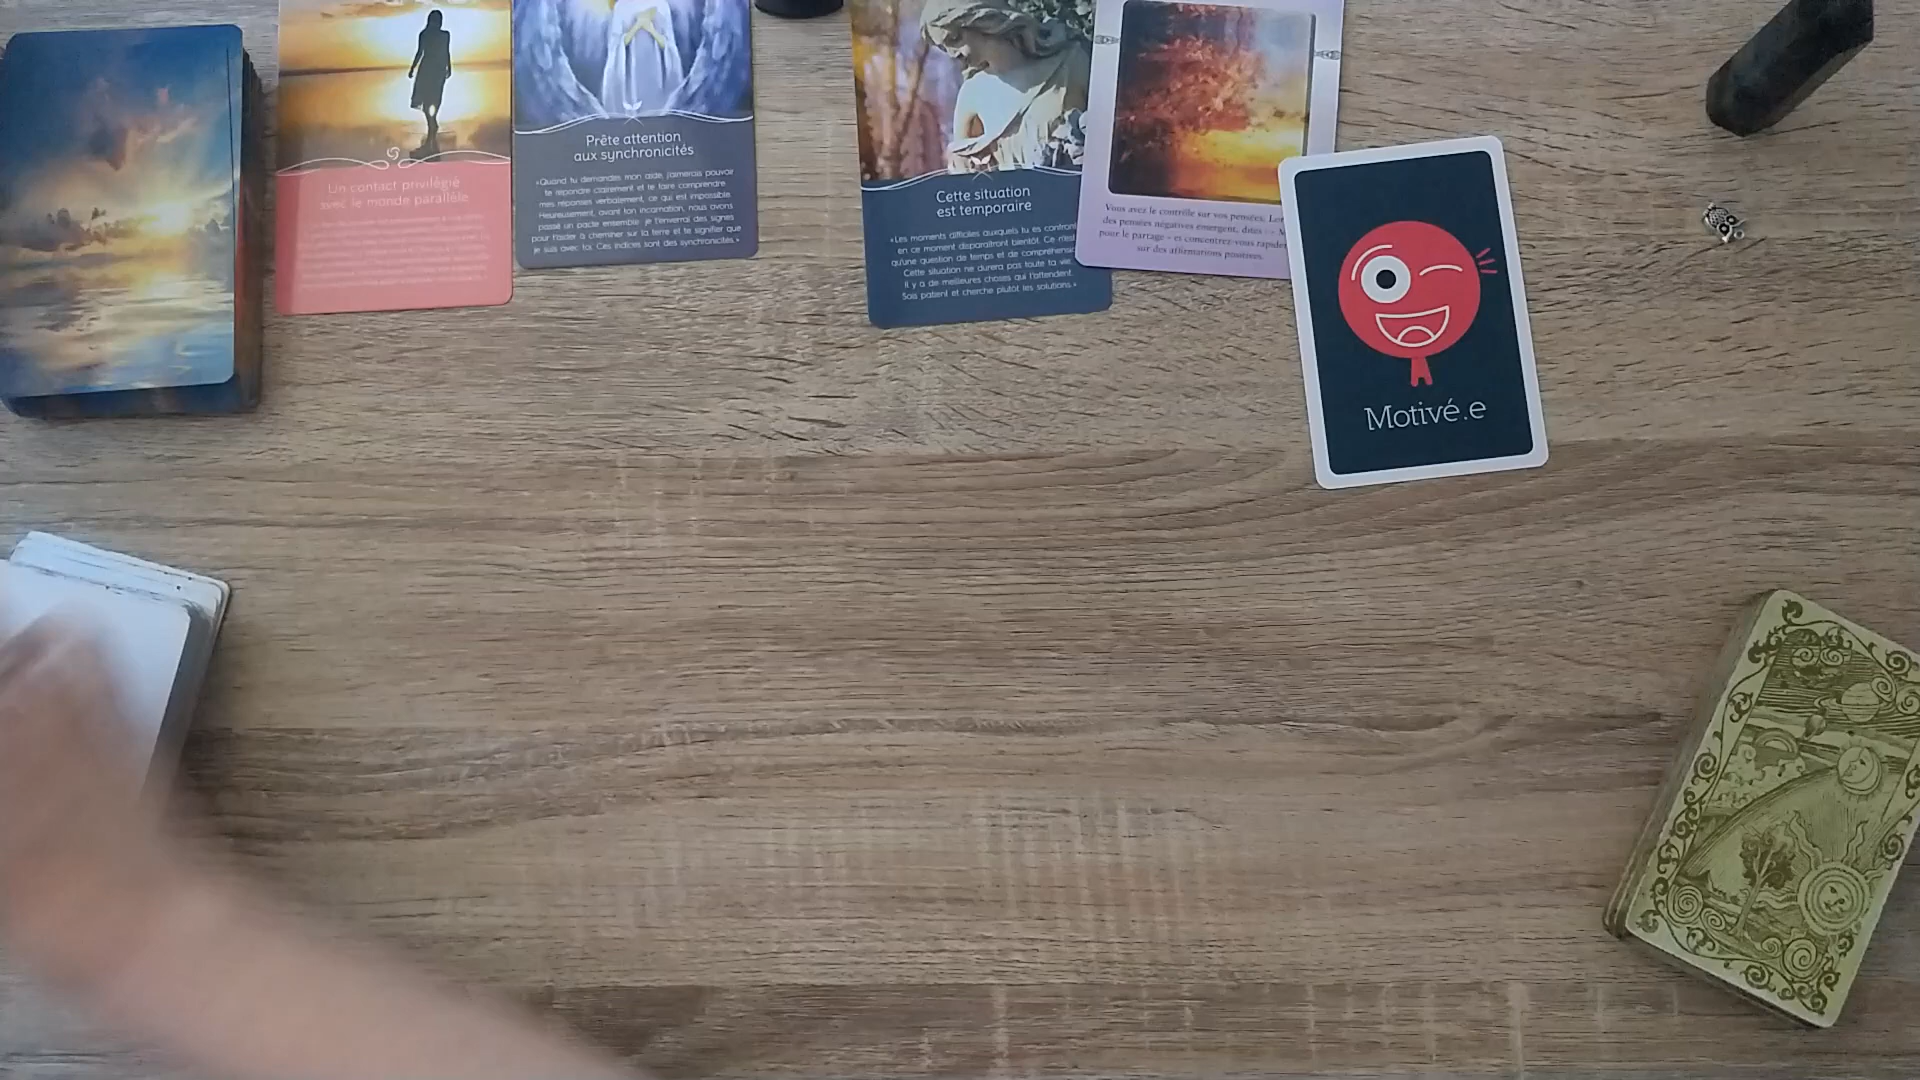 Un contact privilégié
avec le monde parallèle
Prête attention
aux synchronicités
«Quand tu demandes mon aide, j'aimerais pouvoir
te répondre clairement et te faire comprendre
mes réponses verbalement, ce qui est impossible.
Heureusement, avant ton incarnation, nous avons
passé un pacte ensemble: je t'enverrai des signes
pour t'aider à cheminer sur la terre et te signifier que
je suis avec toi. Ces indices sont des synchronicités.»
Cette situation
est temporaire
«Les moments difficiles auxquels tu es confront
en ce moment disparaîtront bientôt. Ce n'est
qu'une question de temps et de compréhensio
Cette situation ne durera pas toute ta vie.
Il y a de meilleures choses qui t'attendent.
Sois patient et cherche plutôt les solutions.»
Vous avez le contrôle sur vos pensées. Lor
des pensées négatives émergent, dites : « M
pour le partage » et concentrez-vous rapide
sur des affirmations positives.
Motivé.e